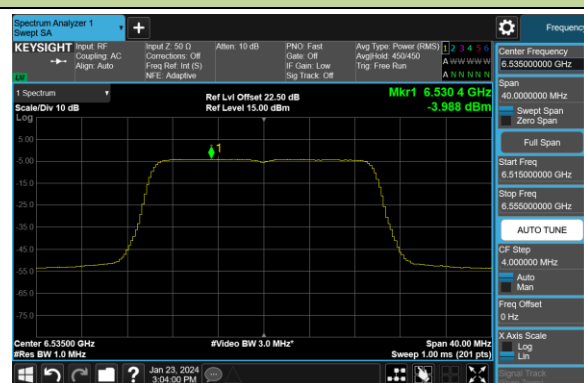 Spectrum Analyzer 1
Swept SA
Frequency
KEYSIGHT
Input: RF
Coupling: AC
Align: Auto
Input Z: 50 Ω
Corrections: Off
Freq Ref: Int (S)
NFE: Adaptive
Atten: 10 dB
PNO: Fast
Gate: Off
IF Gain: Low
Sig Track: Off
Avg Type: Power (RMS)
Avg|Hold: 450/450
Trig: Free Run
1 2 3 4 5 6
A W W W W W
A N N N N N
1 Spectrum
Scale/Div 10 dB
Ref Lvl Offset 22.50 dB
Ref Level 15.00 dBm
Mkr1 6.530 4 GHz
-3.988 dBm
Log
5.00
-5.00
-15.0
-25.0
-35.0
-45.0
-55.0
-65.0
-75.0
1
Center 6.53500 GHz
#Res BW 1.0 MHz
#Video BW 3.0 MHz*
Span 40.00 MHz
Sweep 1.00 ms (201 pts)
Center Frequency
6.535000000 GHz
Span
40.0000000 MHz
Swept Span
Zero Span
Full Span
Start Freq
6.515000000 GHz
Stop Freq
6.555000000 GHz
AUTO TUNE
CF Step
4.000000 MHz
Auto
Man
Freq Offset
0 Hz
X Axis Scale
Log
Lin
Signal Track
Jan 23, 2024
3:04:00 PM